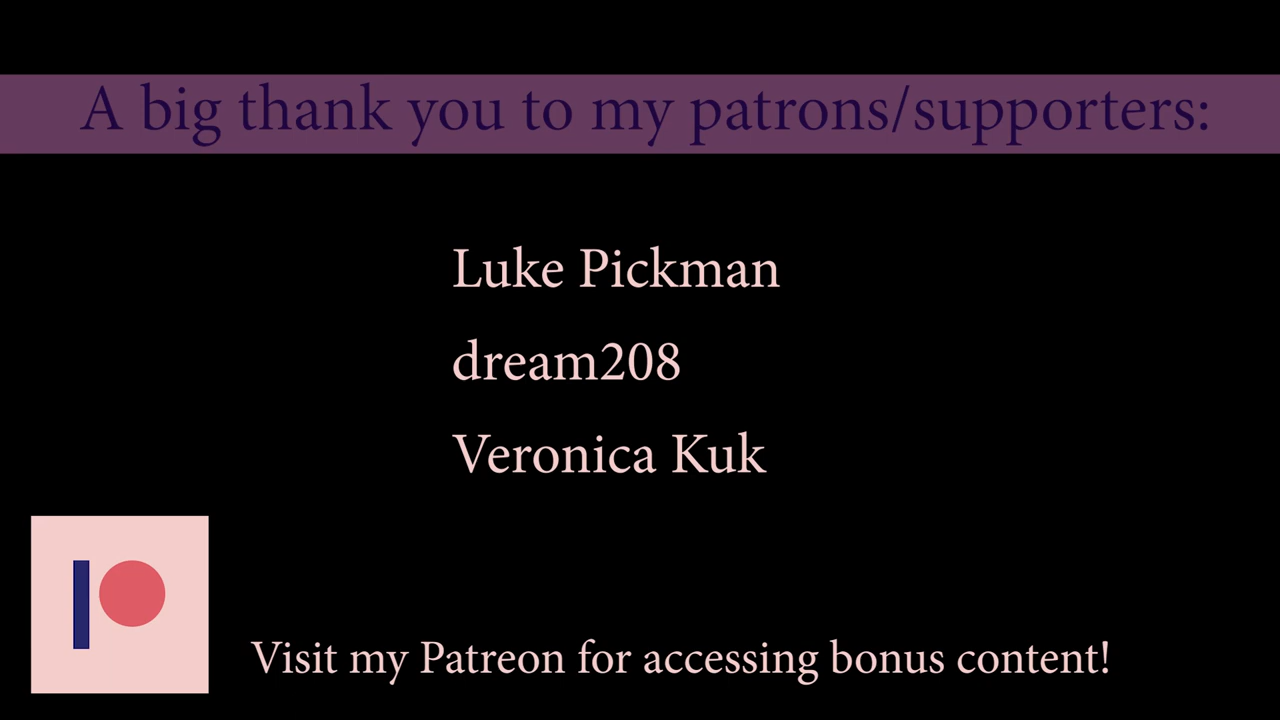 A big thank you to my patrons/supporters:
Luke Pickman
dream208
Veronica Kuk
Visit my Patreon for accessing bonus content!